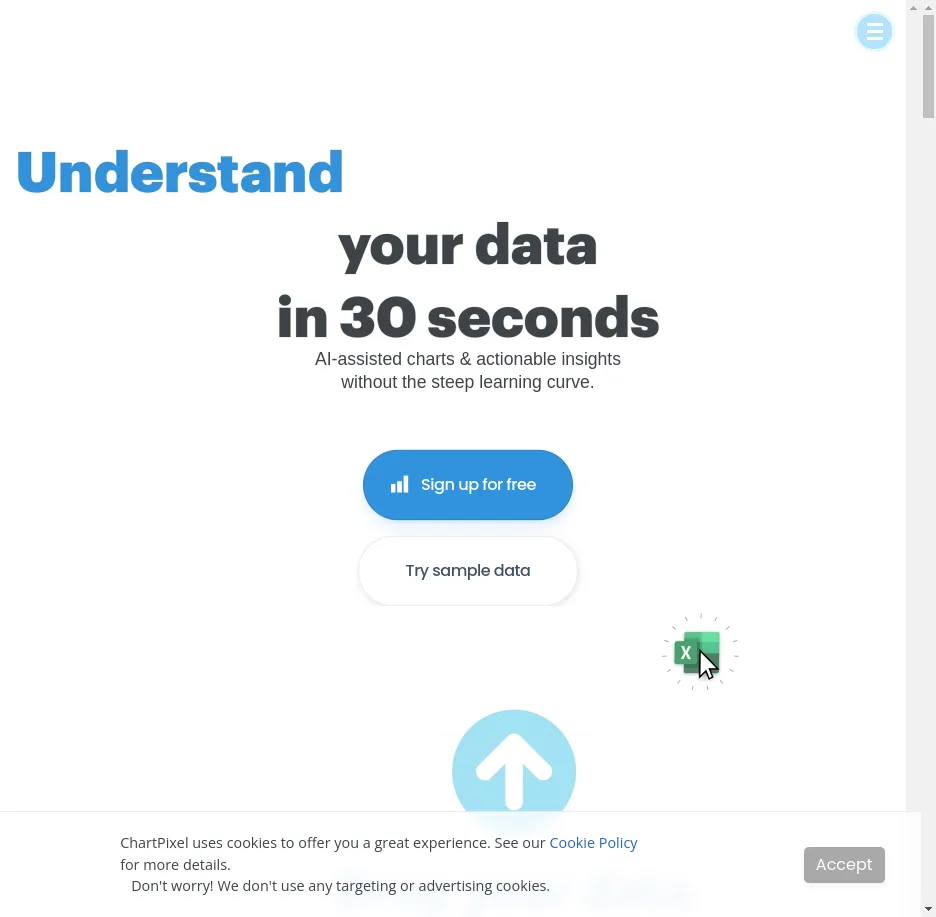 Understand
your data
in 30 seconds
AI-assisted charts & actionable insights
without the steep learning curve.
Sign up for free
Try sample data
X
ChartPixel uses cookies to offer you a great experience. See our Cookie Policy
for more details.
Don't worry! We don't use any targeting or advertising cookies.
Accept